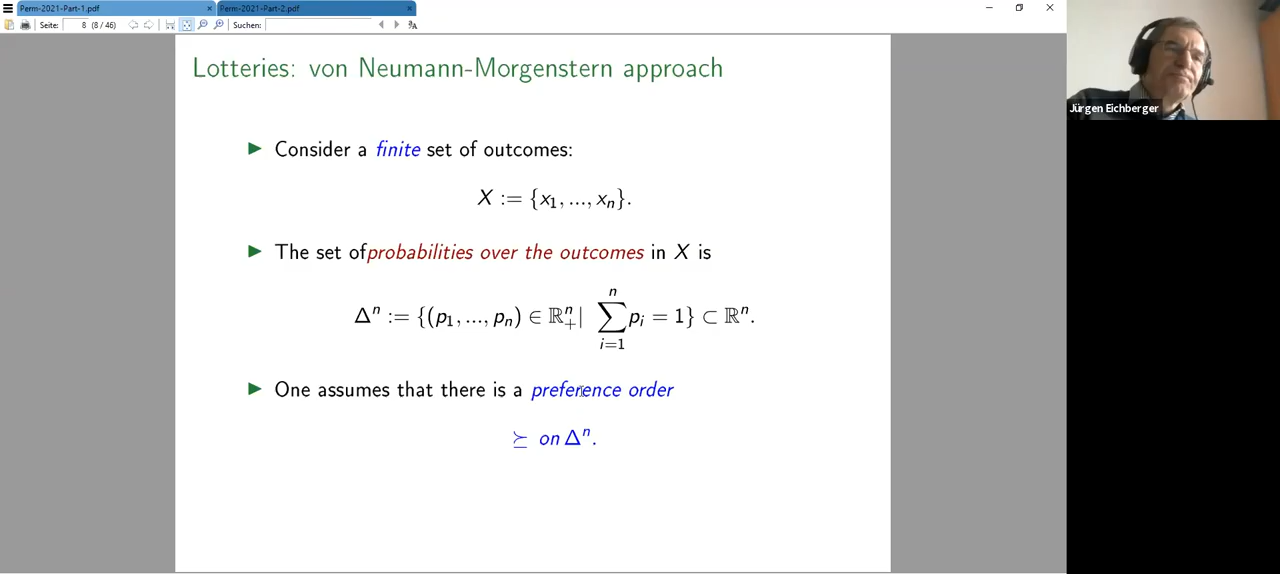 Perm-2021-Part-1.pdf × Perm-2021-Part-2.pdf ×
Seite: 8 (8 / 46) Suchen:
Lotteries: von Neumann-Morgenstern approach
Jürgen Eichberger
▶ Consider a finite set of outcomes:
X := {x₁, ..., xₙ}.
▶ The set ofprobabilities over the outcomes in X is
Δⁿ := {(p₁, ..., pₙ) ∈ ℝⁿ₊| ∑ⁿᵢ₌₁ pᵢ = 1} ⊂ ℝⁿ.
▶ One assumes that there is a preference order
⪰ on Δⁿ.